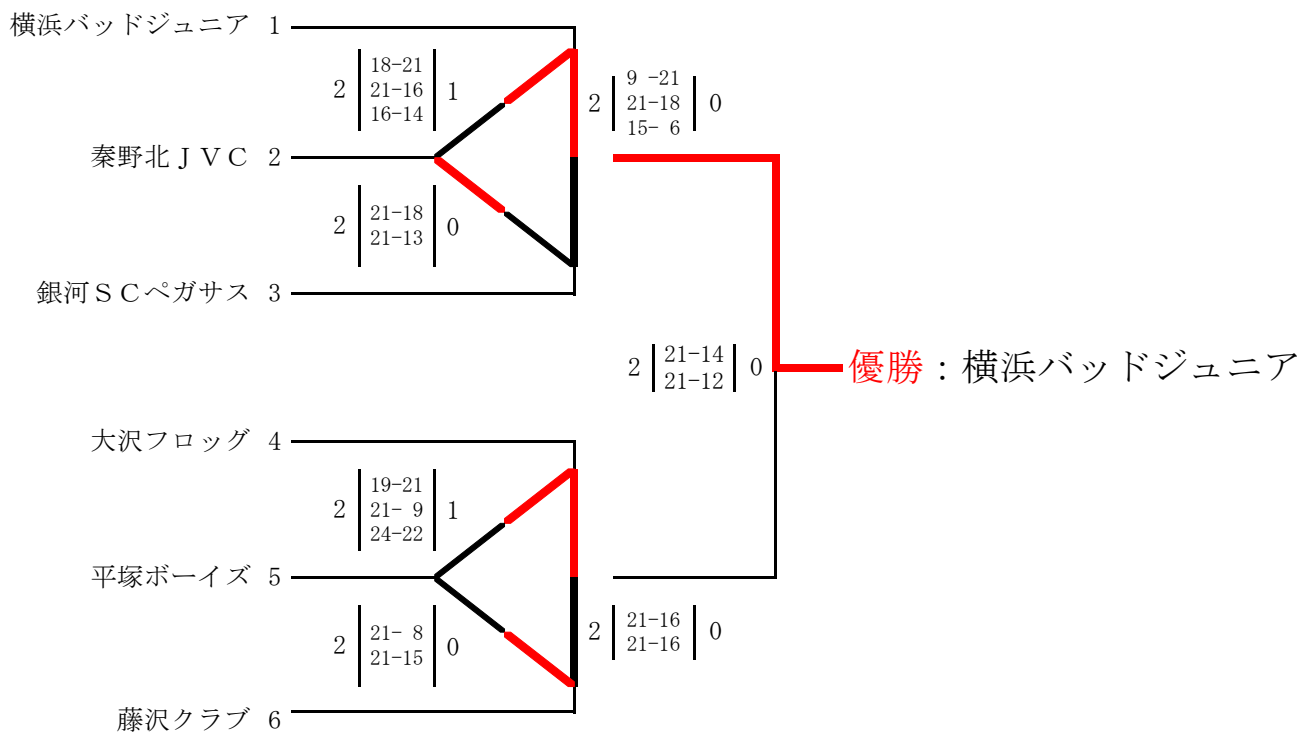 横浜バッドジュニア 1
2 18-21 1
21-16
16-14
2 9 -21 0
21-18
15- 6
秦野北ＪＶＣ 2
2 21-18 0
21-13
銀河ＳＣペガサス 3
2 21-14 0
21-12
優勝：横浜バッドジュニア
大沢フロッグ 4
2 19-21 1
21- 9
24-22
平塚ボーイズ 5
2 21- 8 0
21-15
2 21-16 0
21-16
藤沢クラブ 6